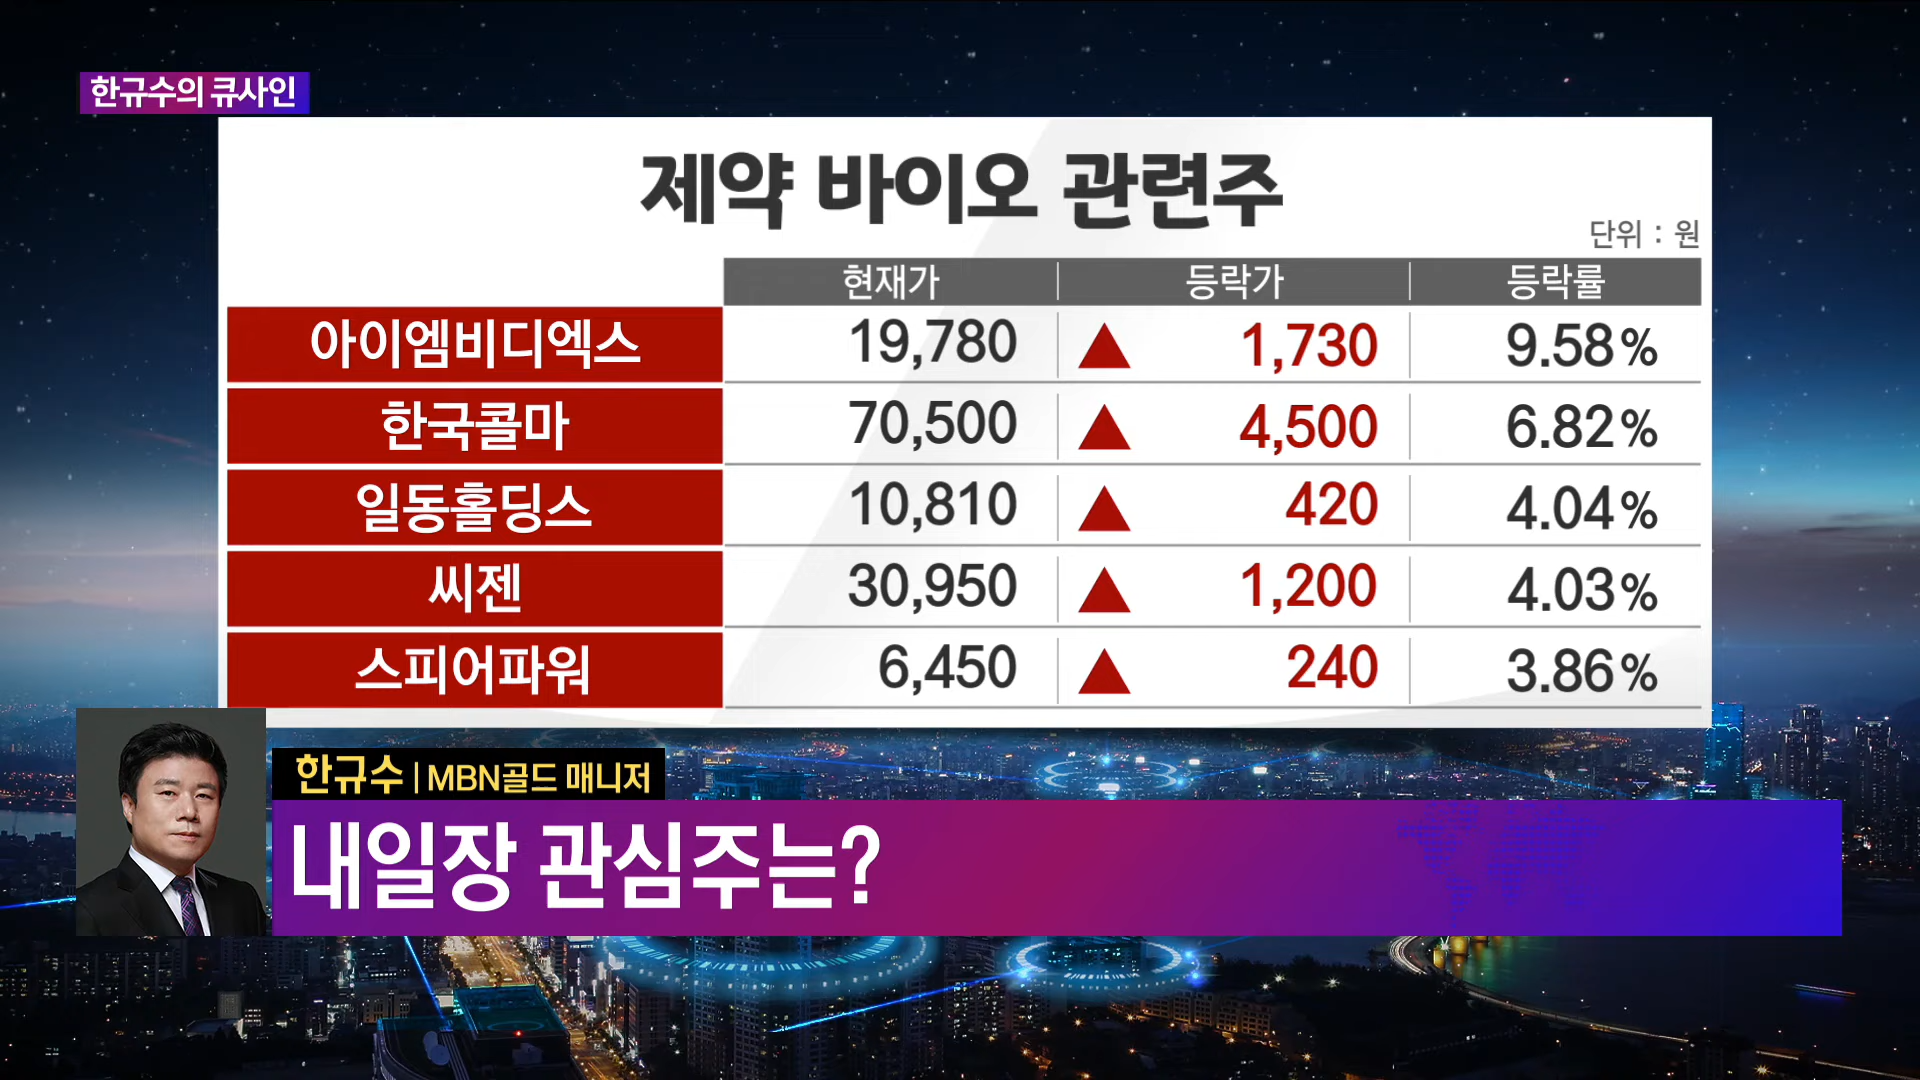 한규수의 큐사인
제약 바이오 관련주
단위 : 원
현재가 등락가 등락률
아이엠비디엑스 19,780 ▲ 1,730 9.58%
한국콜마 70,500 ▲ 4,500 6.82%
일동홀딩스 10,810 ▲ 420 4.04%
씨젠 30,950 ▲ 1,200 4.03%
스피어파워 6,450 ▲ 240 3.86%
한규수 | MBN골드 매니저
내일장 관심주는?